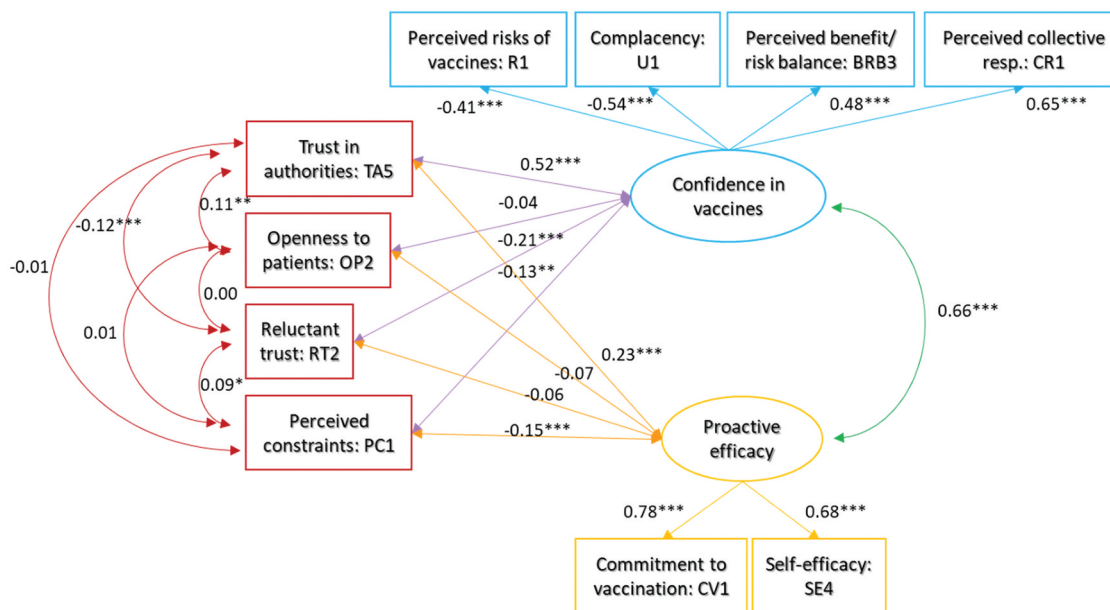 Perceived risks of
vaccines: R1
Complacency:
U1
Perceived benefit/
risk balance: BRB3
Perceived collective
resp.: CR1
-0.41***
-0.54***
0.48***
0.65***
Trust in
authorities: TA5
0.52***
Confidence in
vaccines
0.11**
-0.12***
-0.04
Openness to
patients: OP2
-0.21***
-0.01
-0.13**
0.00
0.01
0.66***
Reluctant
trust: RT2
0.23***
-0.07
0.09*
-0.06
Perceived
constraints: PC1
-0.15***
Proactive
efficacy
0.78***
0.68***
Commitment to
vaccination: CV1
Self-efficacy:
SE4